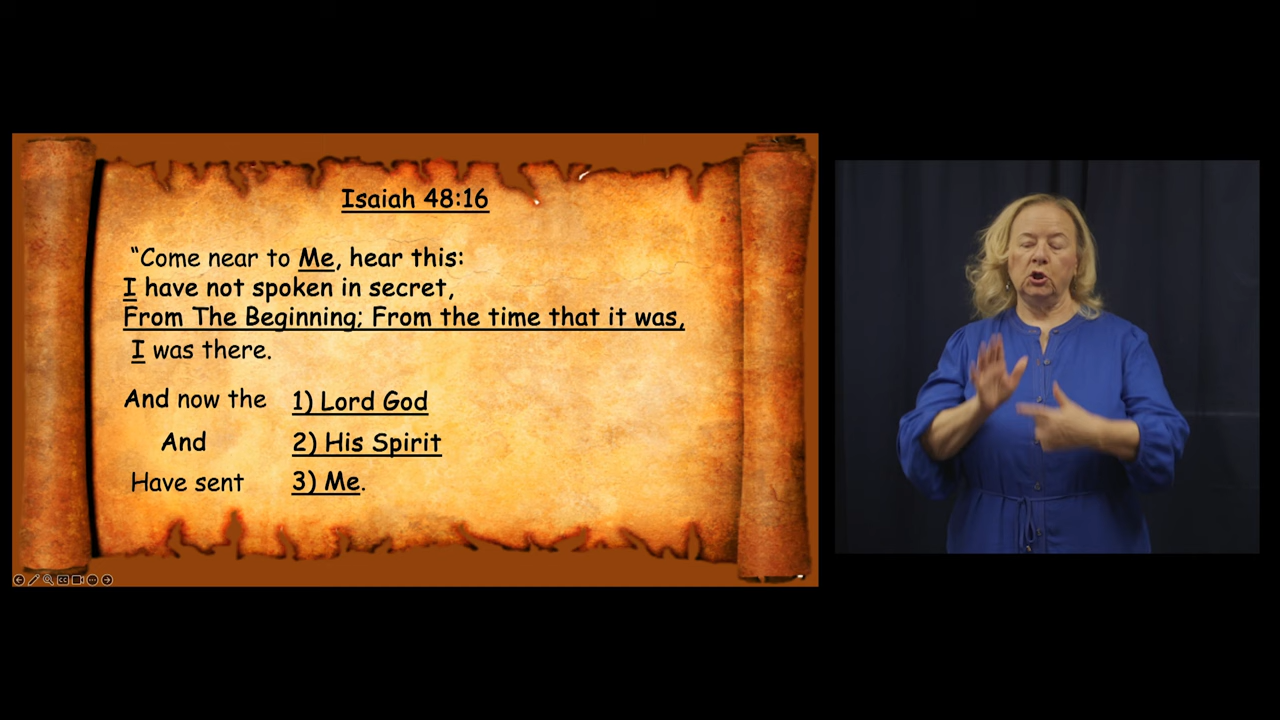 Isaiah 48:16
“Come near to Me, hear this:
I have not spoken in secret,
From The Beginning; From the time that it was,
I was there.
And now the 1) Lord God
And 2) His Spirit
Have sent 3) Me.